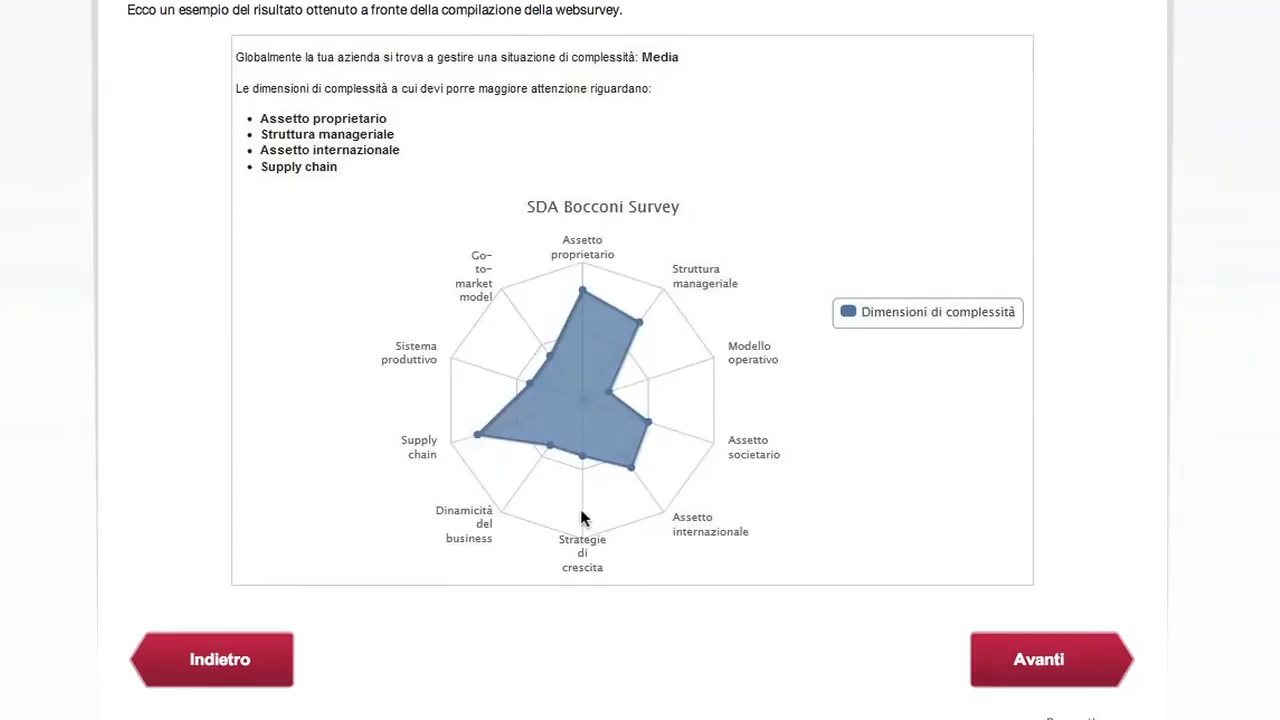 Ecco un esempio del risultato ottenuto a fronte della compilazione della websurvey.
Globalmente la tua azienda si trova a gestire una situazione di complessità: Media
Le dimensioni di complessità a cui devi porre maggiore attenzione riguardano:
• Assetto proprietario
• Struttura manageriale
• Assetto internazionale
• Supply chain
SDA Bocconi Survey
Assetto
proprietario
Go-
to-
market
model
Struttura
manageriale
Sistema
produttivo
Modello
operativo
Dimensioni di complessità
Supply
chain
Assetto
societario
Dinamicità
del
business
Assetto
internazionale
Strategie
di
crescita
Indietro
Avanti